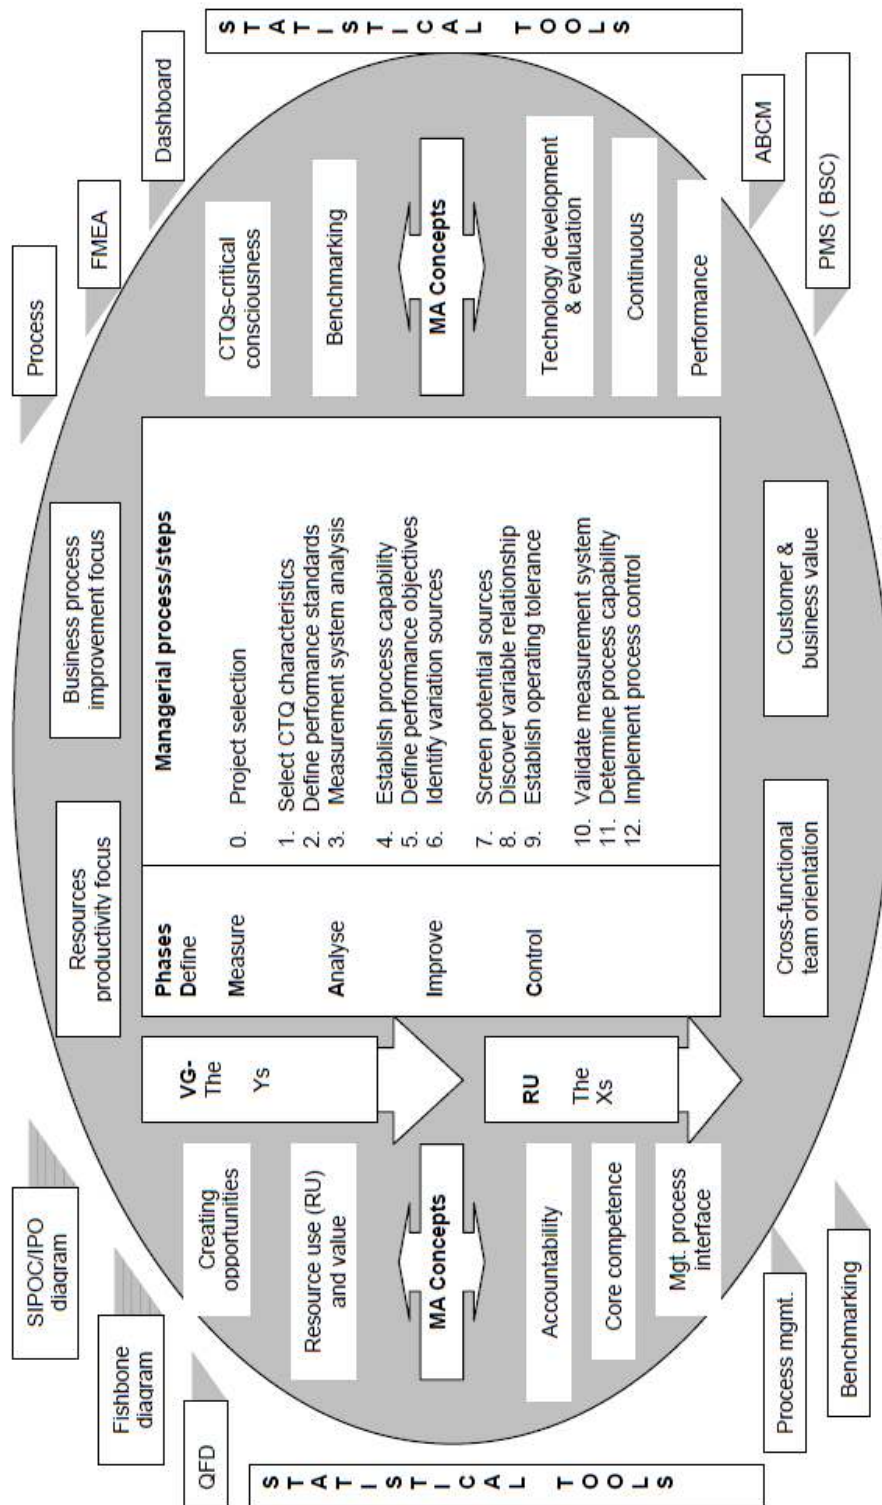 SIPOC/IPO
diagram
Fishbone
diagram
QFD
STATISTICAL TOOLS
Resources
productivity focus
Business process
improvement focus
Process
FMEA
Dashboard
STATISTICAL TOOLS
Creating
opportunities
Resource use (RU)
and value
MA Concepts
Accountability
Core competence
Mgt. process
interface
VG-
The
Ys
RU
The
Xs
Phases
Define
Measure
Analyse
Improve
Control
Managerial process/steps
0. Project selection
1. Select CTQ characteristics
2. Define performance standards
3. Measurement system analysis
4. Establish process capability
5. Define performance objectives
6. Identify variation sources
7. Screen potential sources
8. Discover variable relationship
9. Establish operating tolerance
10. Validate measurement system
11. Determine process capability
12. Implement process control
CTQs-critical
consciousness
Benchmarking
MA Concepts
Technology development
& evaluation
Continuous
Performance
Process mgmt.
Benchmarking
Cross-functional
team orientation
Customer &
business value
ABCM
PMS ( BSC)